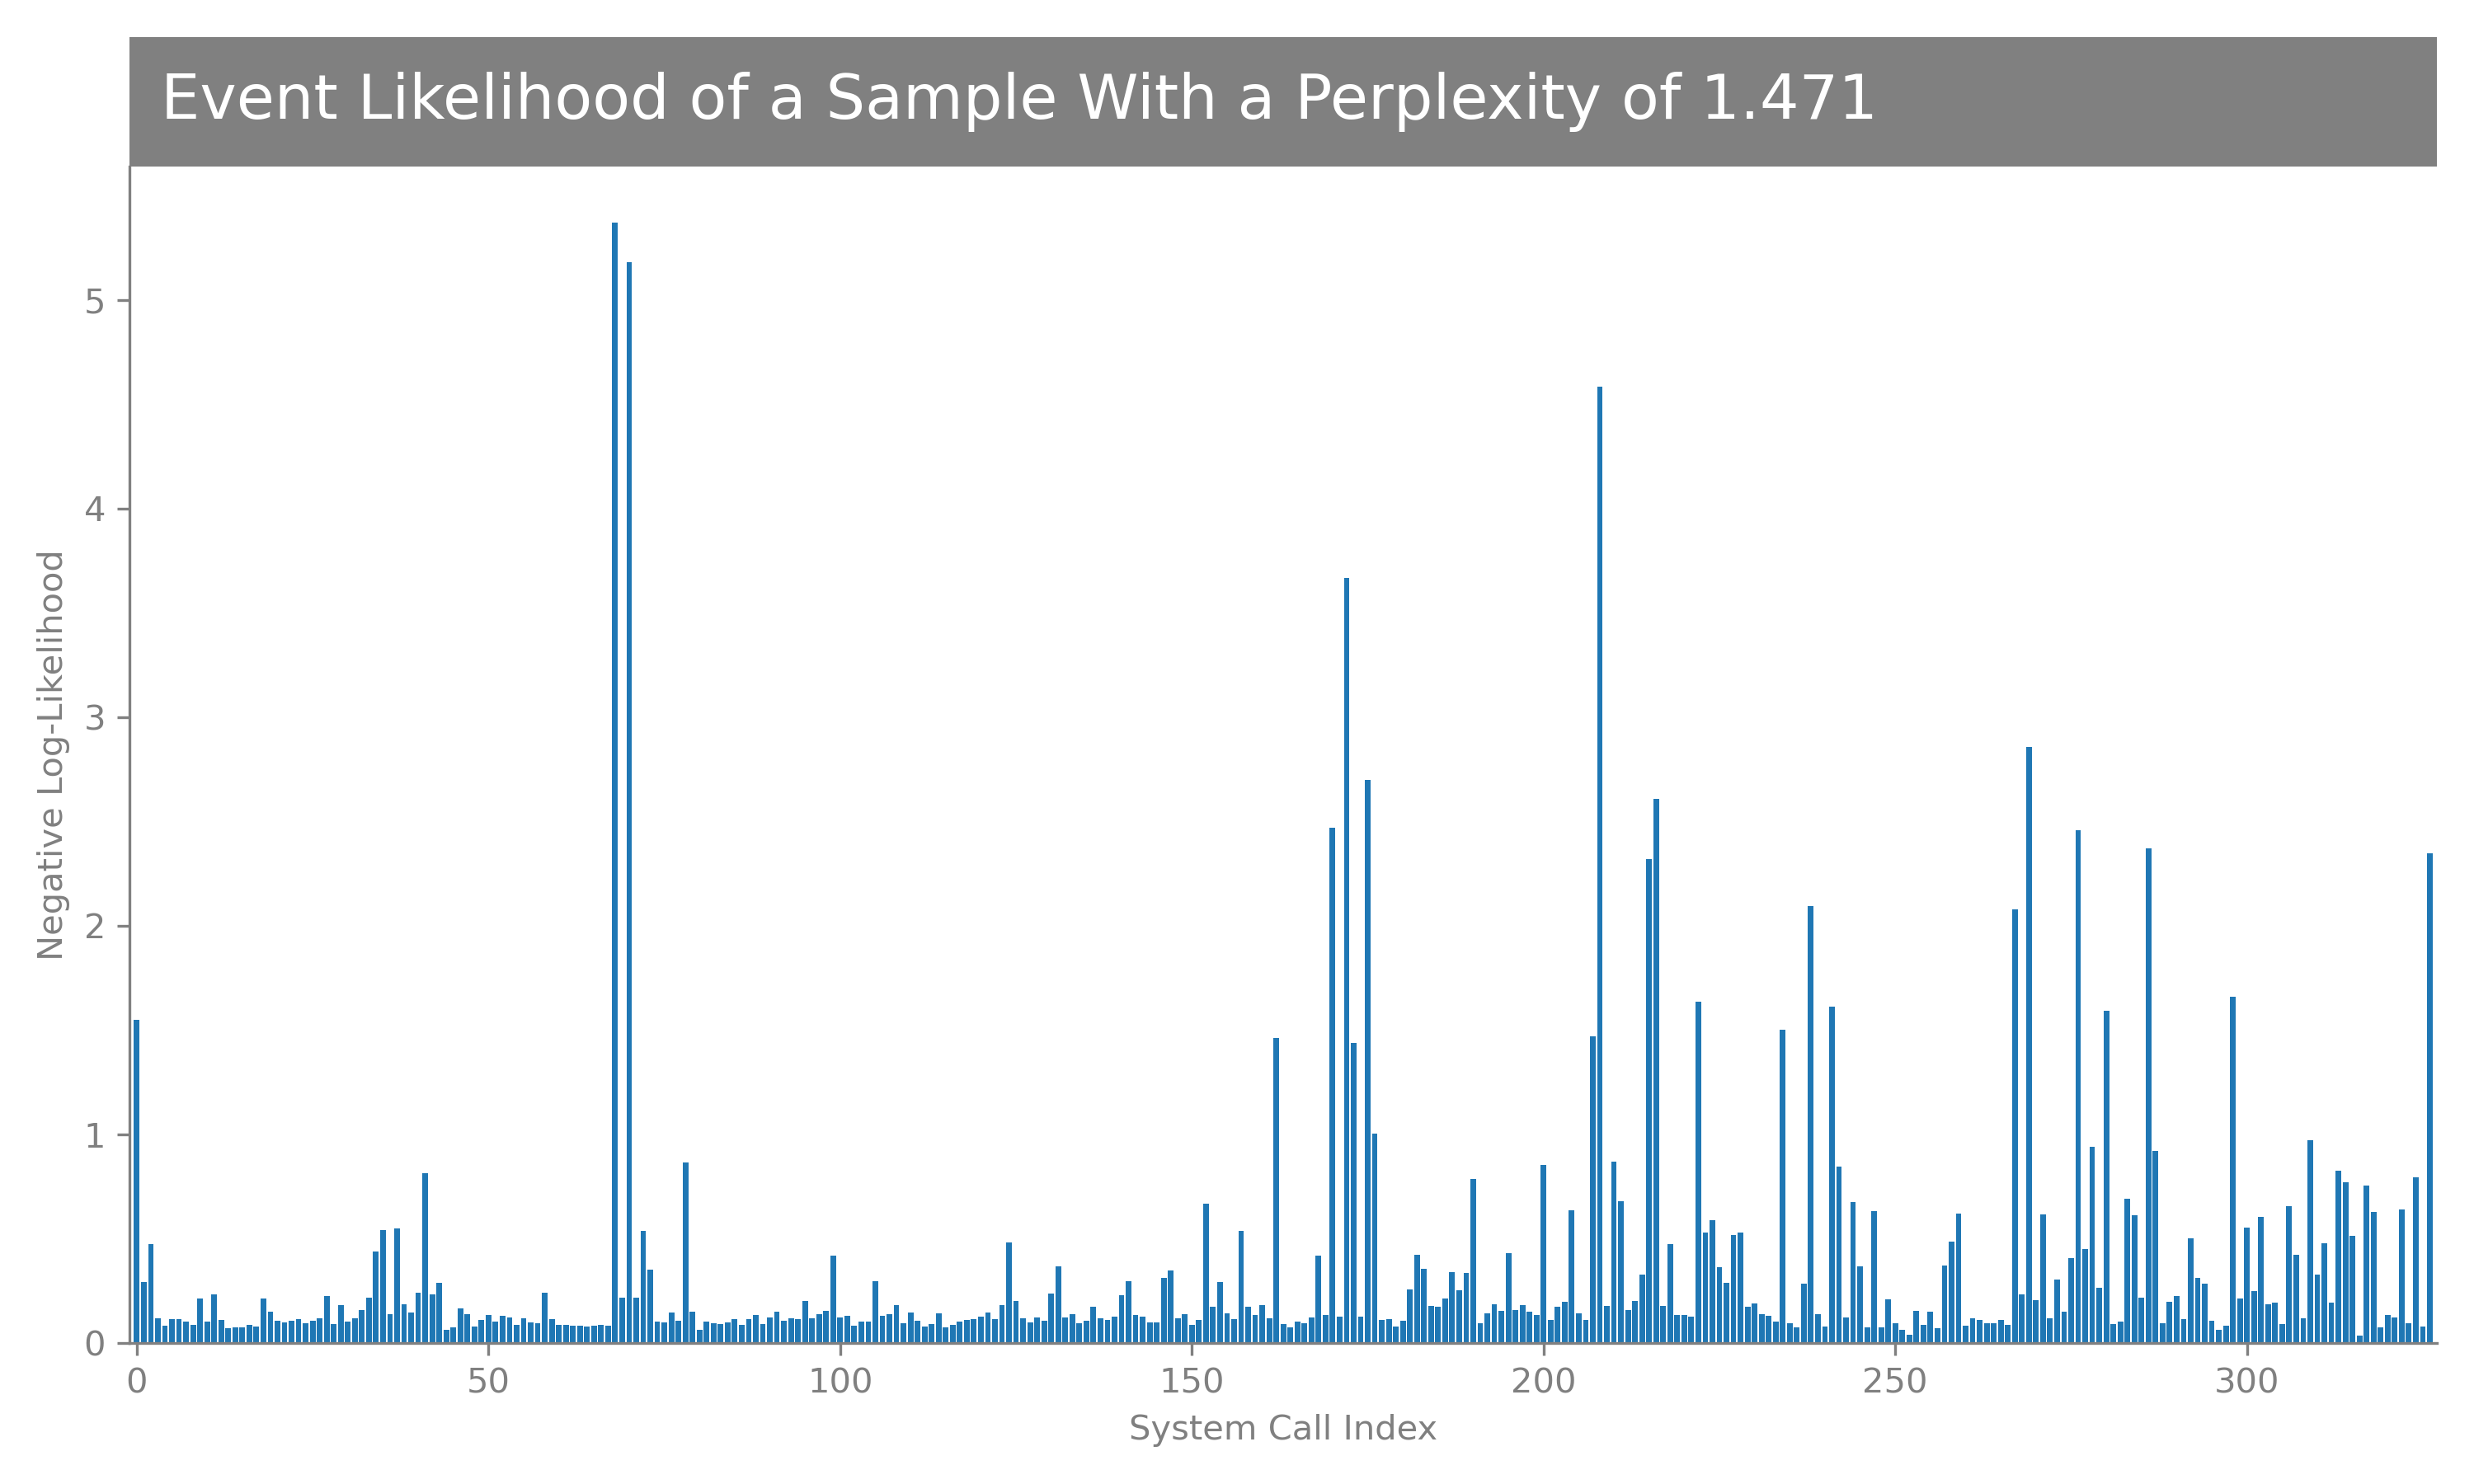 Event Likelihood of a Sample With a Perplexity of 1.471
Negative Log-Likelihood
5
4
3
2
1
0
0 50 100 150 200 250 300
System Call Index